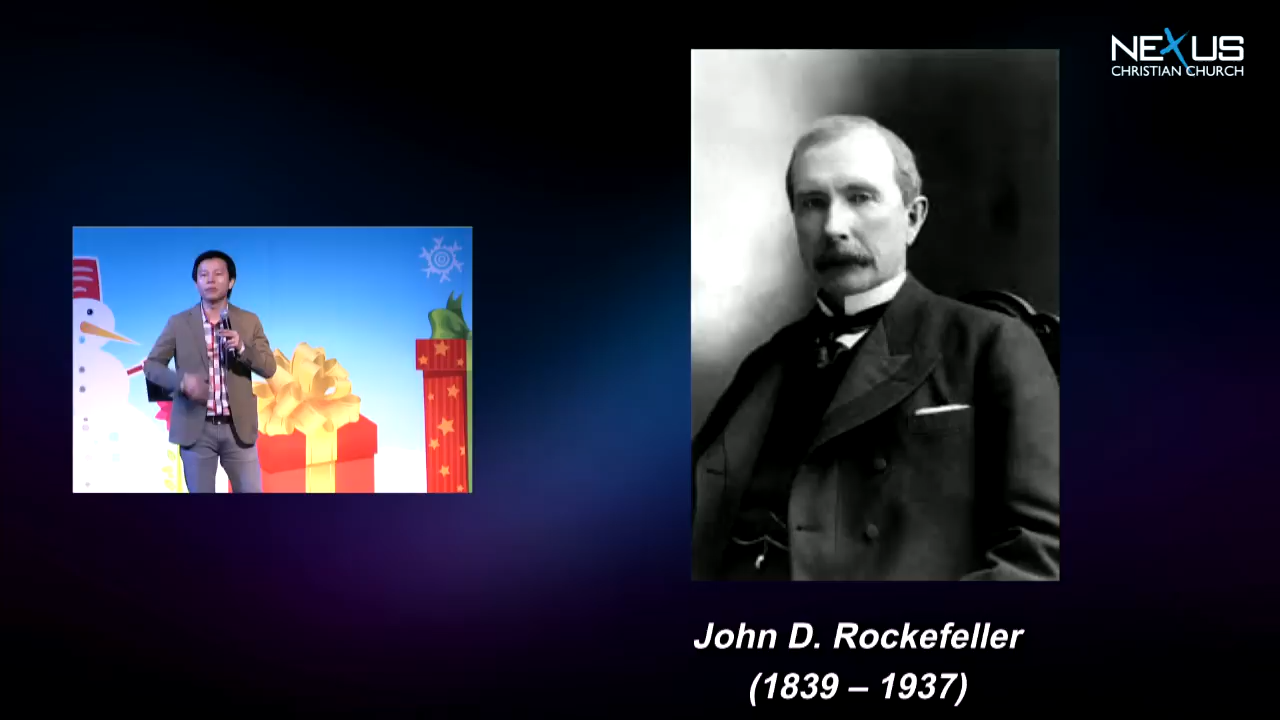 NEXUS
CHRISTIAN CHURCH
John D. Rockefeller
(1839 – 1937)